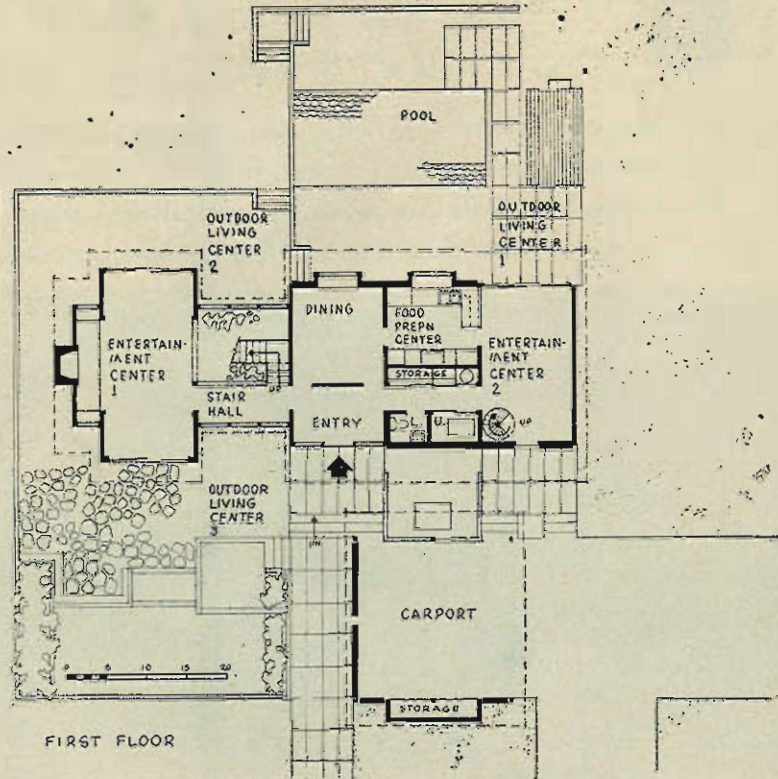 POOL
OUTDOOR
LIVING
CENTER
1
OUTDOOR
LIVING
CENTER
2
DINING
FOOD
PREPN
CENTER
ENTERTAIN-
MENT
CENTER
1
ENTERTAIN-
MENT
CENTER
2
STORAGE
UP
STAIR
HALL
ENTRY
L.
U.
UP
OUTDOOR
LIVING
CENTER
3
DN
CARPORT
0 5 10 15 20
STORAGE
FIRST FLOOR